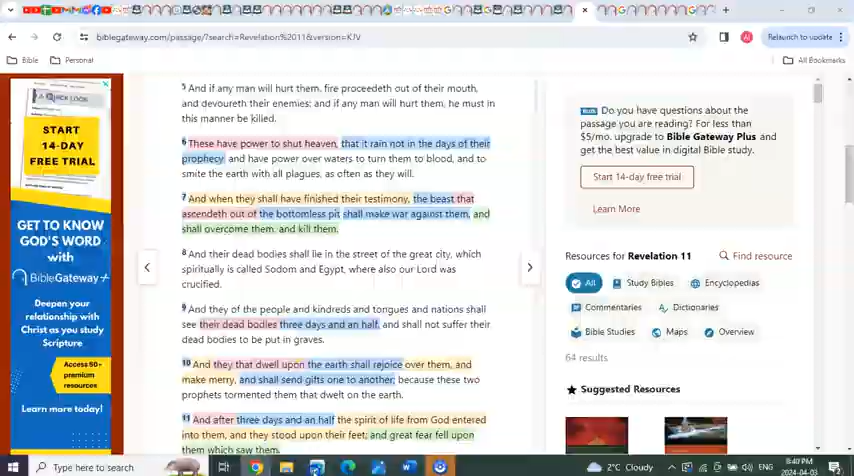 biblegateway.com/passage/?search=Revelation%2011&version=KJV
Relaunch to update
Bible
Personal
All Bookmarks
QUICK LOOK
START
14-DAY
FREE TRIAL
GET TO KNOW
GOD'S WORD
with
BibleGateway+
Deepen your
relationship with
Christ as you study
Scripture
Access 50+
premium
resources
Learn more today!
5 And if any man will hurt them, fire proceedeth out of their mouth,
and devoureth their enemies: and if any man will hurt them, he must in
this manner be killed.
6 These have power to shut heaven, that it rain not in the days of their
prophecy: and have power over waters to turn them to blood, and to
smite the earth with all plagues, as often as they will.
7 And when they shall have finished their testimony, the beast that
ascendeth out of the bottomless pit shall make war against them, and
shall overcome them, and kill them.
8 And their dead bodies shall lie in the street of the great city, which
spiritually is called Sodom and Egypt, where also our Lord was
crucified.
9 And they of the people and kindreds and tongues and nations shall
see their dead bodies three days and an half, and shall not suffer their
dead bodies to be put in graves.
10 And they that dwell upon the earth shall rejoice over them, and
make merry, and shall send gifts one to another; because these two
prophets tormented them that dwelt on the earth.
11 And after three days and an half the spirit of life from God entered
into them, and they stood upon their feet; and great fear fell upon
them which saw them.
PLUS Do you have questions about the
passage you are reading? For less than
$5/mo. upgrade to Bible Gateway Plus and
get the best value in digital Bible study.
Start 14-day free trial
Learn More
Resources for Revelation 11
Find resource
All
Study Bibles
Encyclopedias
Commentaries
Dictionaries
Bible Studies
Maps
Overview
64 results
Suggested Resources
Type here to search
2°C Cloudy
ENG
8:40 PM
2024-04-03